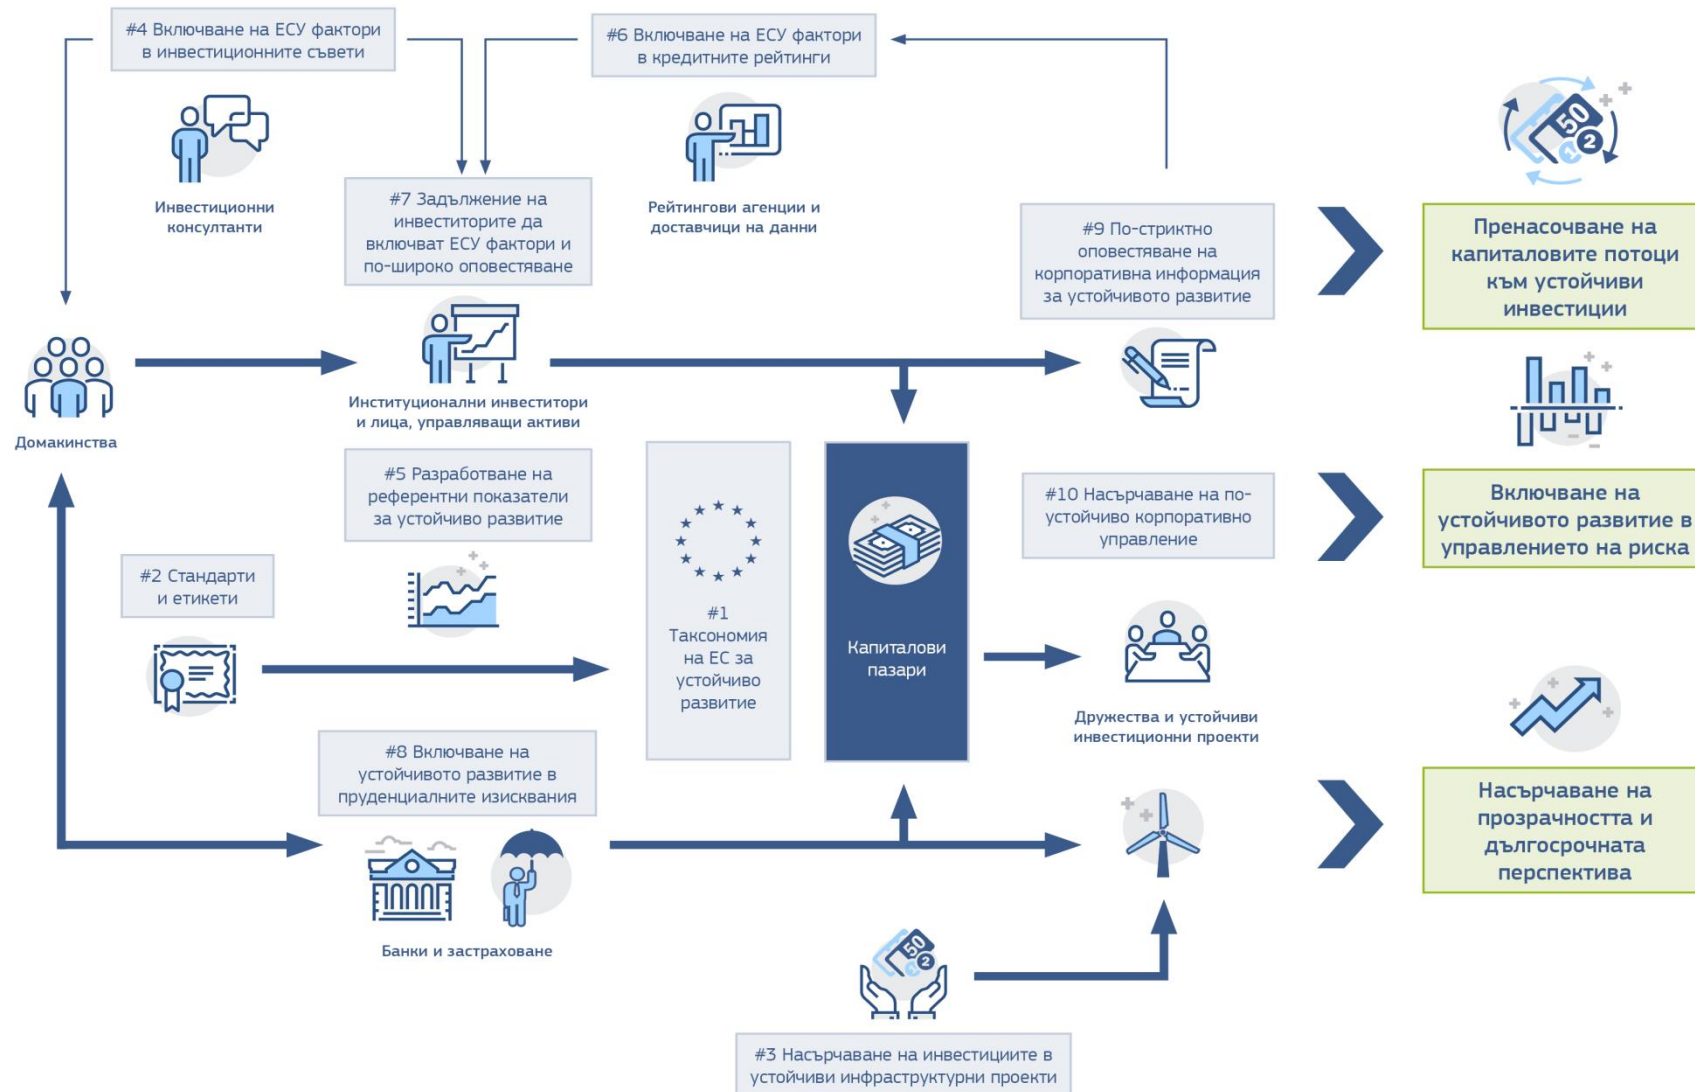 #4 Включване на ЕСУ фактори
в инвестиционните съвети
#6 Включване на ЕСУ фактори
в кредитните рейтинги
Инвестиционни
консултанти
#7 Задължение на
инвеститорите да
включват ЕСУ фактори и
по-широко оповестяване
Рейтингови агенции и
доставчици на данни
#9 По-стриктно
оповестяване на
корпоративна информация
за устойчивото развитие
50
1
2
Пренасочване на
капиталовите потоци
към устойчиви
инвестиции
Домакинства
Институционални инвеститори
и лица, управляващи активи
#5 Разработване на
референтни показатели
за устойчиво развитие
#2 Стандарти
и етикети
#1
Таксономия
на ЕС за
устойчиво
развитие
Капиталови
пазари
#10 Насърчаване на по-
устойчиво корпоративно
управление
Включване на
устойчивото развитие в
управлението на риска
Дружества и устойчиви
инвестиционни проекти
#8 Включване на
устойчивото развитие в
пруденциалните изисквания
Банки и застраховане
Насърчаване на
прозрачността и
дългосрочната
перспектива
50
1
2
#3 Насърчаване на инвестициите в
устойчиви инфраструктурни проекти